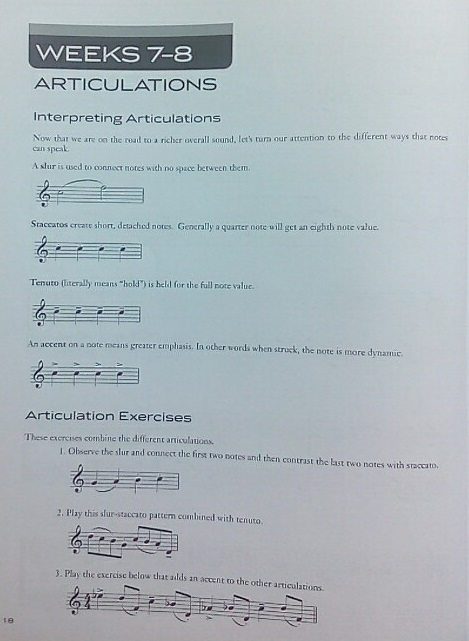 WEEKS 7–8
ARTICULATIONS
Interpreting Articulations
Now that we are on the road to a richer overall sound, let's turn our attention to the different ways that notes
can speak.
A slur is used to connect notes with no space between them.
Staccatos create short, detached notes. Generally a quarter note will get an eighth note value.
Tenuto (literally means "hold") is held for the full note value.
An accent on a note means greater emphasis. In other words when struck, the note is more dynamic.
Articulation Exercises
These exercises combine the different articulations.
1. Observe the slur and connect the first two notes and then contrast the last two notes with staccato.
2. Play this slur-staccato pattern combined with tenuto.
3. Play the exercise below that adds an accent to the other articulations.
18